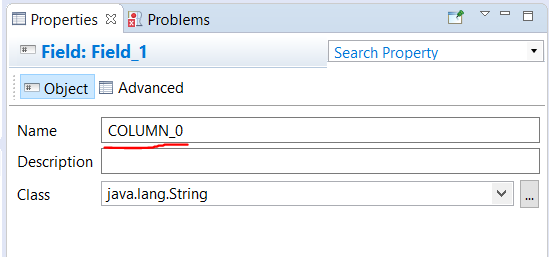 Properties Problems
Field: Field_1 Search Property
Object Advanced
Name COLUMN_0
Description
Class java.lang.String ...